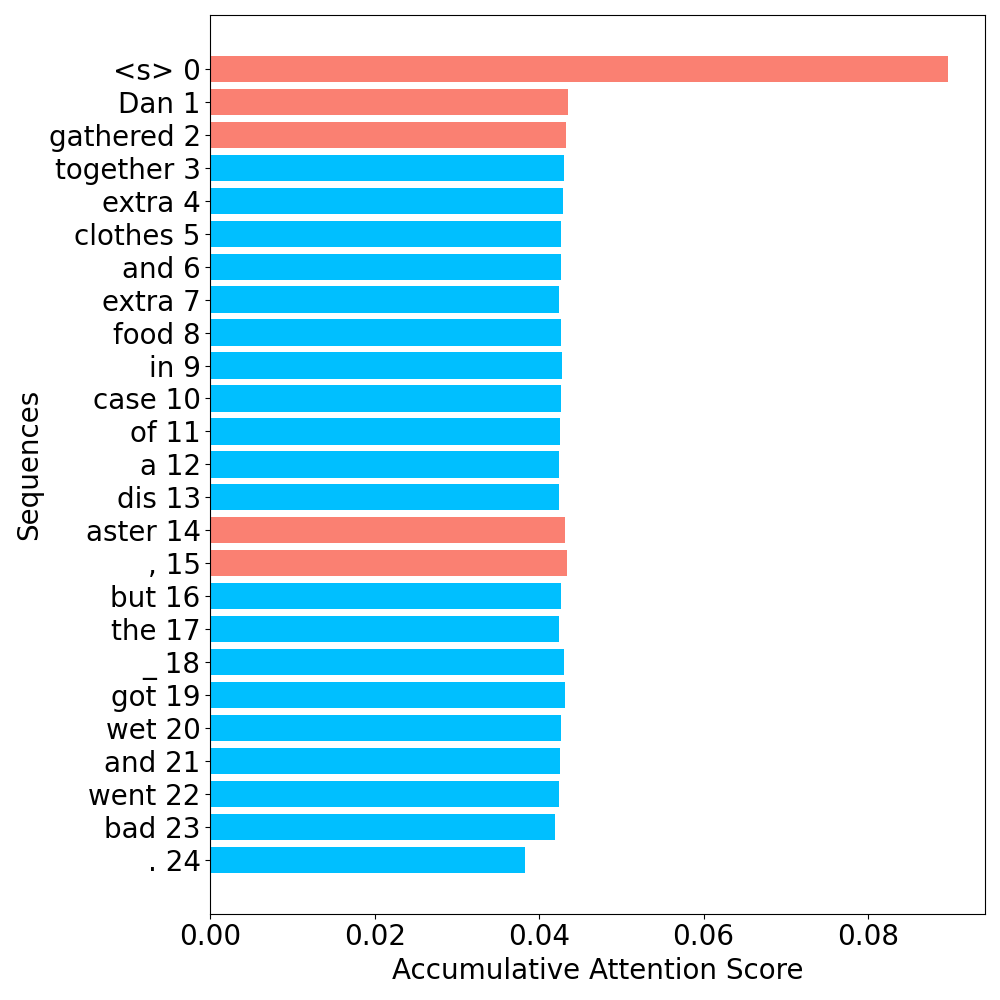 <s> 0
Dan 1
gathered 2
together 3
extra 4
clothes 5
and 6
extra 7
food 8
in 9
case 10
of 11
a 12
dis 13
aster 14
, 15
but 16
the 17
_ 18
got 19
wet 20
and 21
went 22
bad 23
. 24
Sequences
0.00 0.02 0.04 0.06 0.08
Accumulative Attention Score